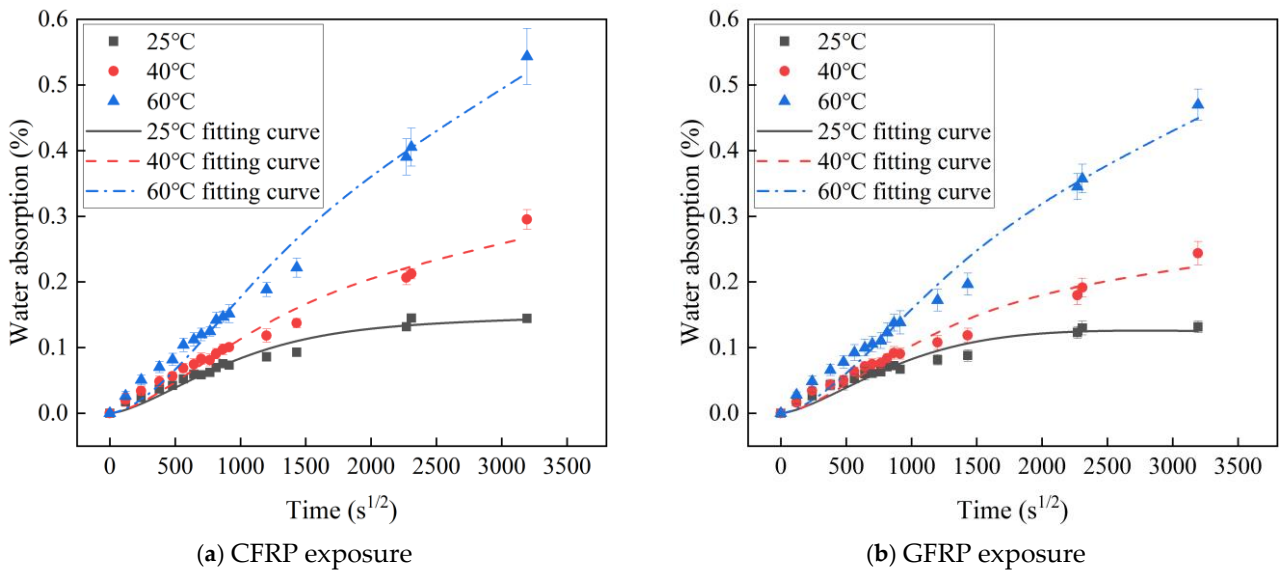 0.6
0.5
0.4
0.3
0.2
0.1
0.0
Water absorption (%)
25°C
40°C
60°C
25°C fitting curve
40°C fitting curve
60°C fitting curve
0 500 1000 1500 2000 2500 3000 3500
Time (s1/2)
(a) CFRP exposure
0.6
0.5
0.4
0.3
0.2
0.1
0.0
Water absorption (%)
25°C
40°C
60°C
25°C fitting curve
40°C fitting curve
60°C fitting curve
0 500 1000 1500 2000 2500 3000 3500
Time (s1/2)
(b) GFRP exposure